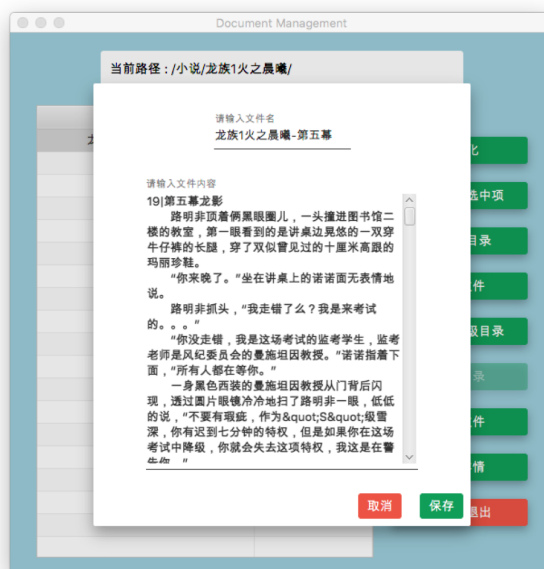 Document Management
当前路径：/小说/龙族1火之晨曦/
请输入文件名
龙族1火之晨曦-第五幕
请输入文件内容
19|第五幕龙影
路明非顶着俩黑眼圈儿，一头撞进图书馆二
楼的教室，第一眼看到的是讲桌边晃悠的一双穿
牛仔裤的长腿，穿了双似曾见过的十厘米高跟的
玛丽珍鞋。
“你来晚了。”坐在讲桌上的诺诺面无表情地
说。
路明非抓头，“我走错了么？我是来考试
的。。。”
“你没走错，我是这场考试的监考学生，监考
老师是风纪委员会的曼施坦因教授。”诺诺指着下
面，“所有人都在等你。”
一身黑色西装的曼施坦因教授从门背后闪
现，透过圆片眼镜冷冷地扫了路明非一眼，低低
的说，“不要有瑕疵，作为&quot;S&quot;级雪
深，你有迟到七分钟的特权，但是如果你在这场
考试中降级，你就会失去这项特权，我这是在警
告你。”
化
选中项
目录
件
级目录
录
件
情
退出
取消
保存